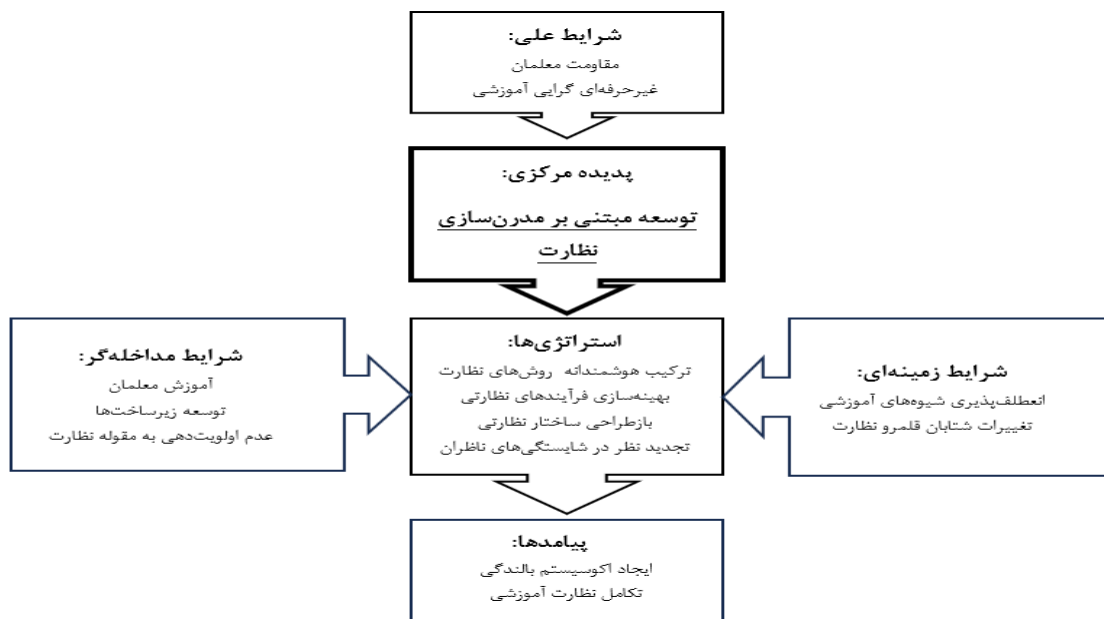 شرایط علی:
مقاومت معلمان
غیرحرفه‌ای گرایی آموزشی
پدیده مرکزی:
توسعه مبتنی بر مدرن‌سازی
نظارت
شرایط زمینه‌ای:
انعطلف‌پذیری شیوه‌های آموزشی
تغییرات شتابان قلمرو نظارت
استراتژی‌ها:
ترکیب هوشمندانه روش‌های نظارت
بهینه‌سازی فرآیندهای نظارتی
بازطراحی ساختار نظارتی
تجدید نظر در شایستگی‌های ناظران
شرایط مداخله‌گر:
آموزش معلمان
توسعه زیرساخت‌ها
عدم اولویت‌دهی به مقوله نظارت
پیامدها:
ایجاد اکوسیستم بالندگی
تکامل نظارت آموزشی